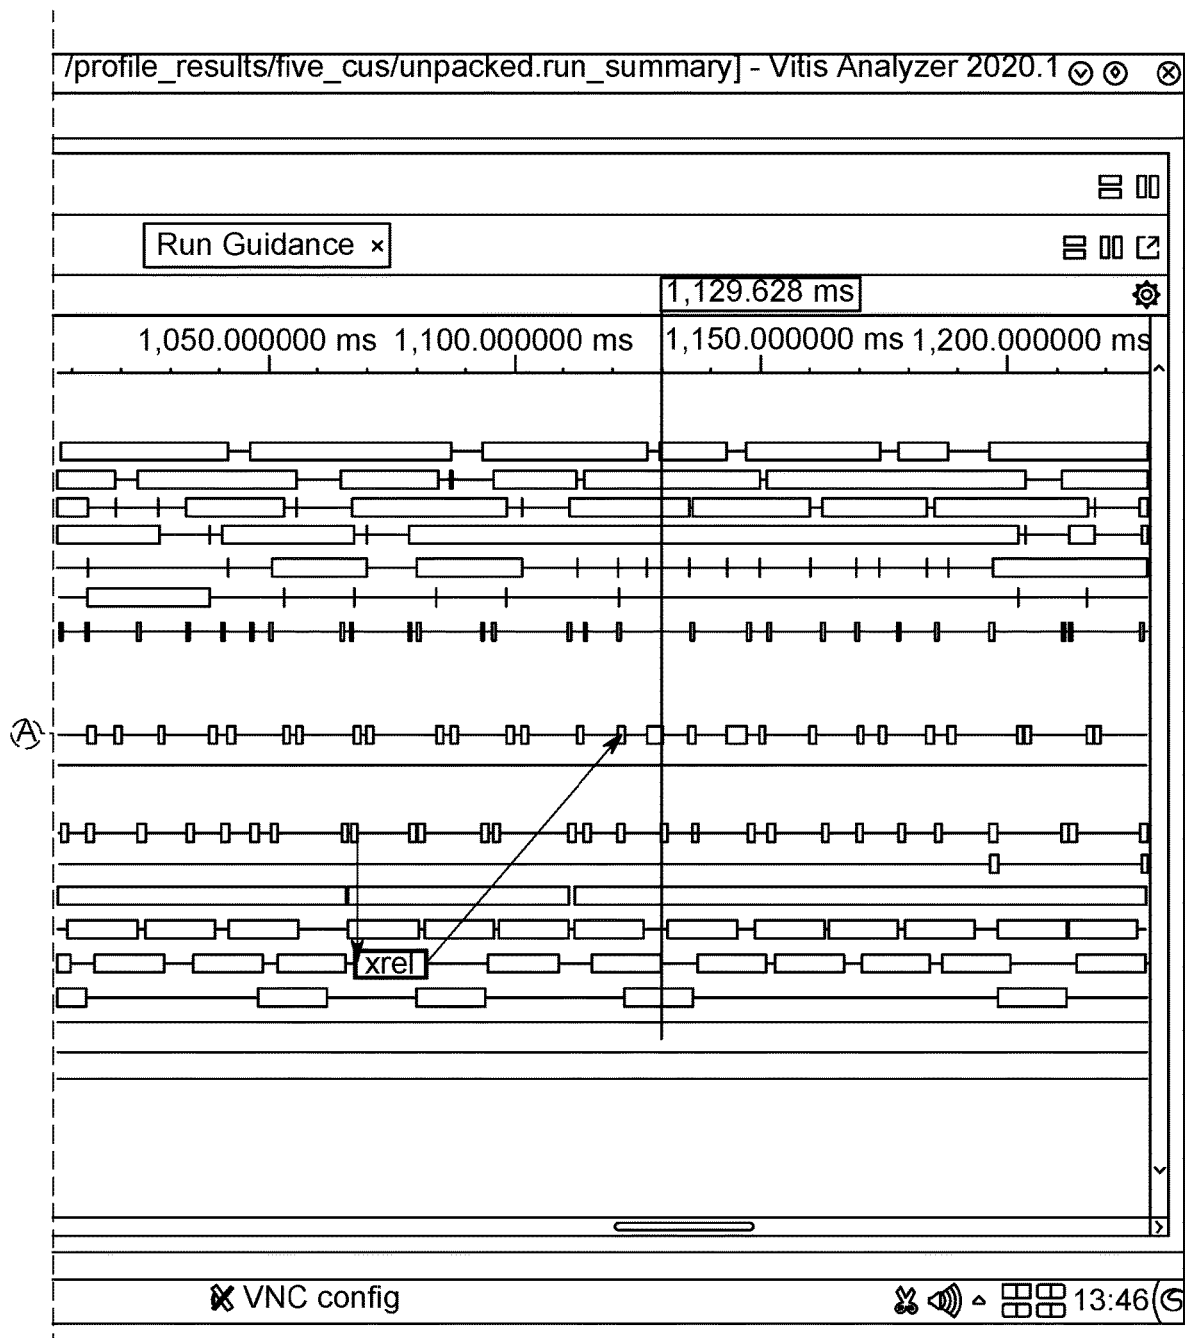 /profile_results/five_cus/unpacked.run_summary] - Vitis Analyzer 2020.1
Run Guidance ×
1,129.628 ms
1,050.000000 ms 1,100.000000 ms 1,150.000000 ms 1,200.000000 ms
A
xrel
VNC config 13:46